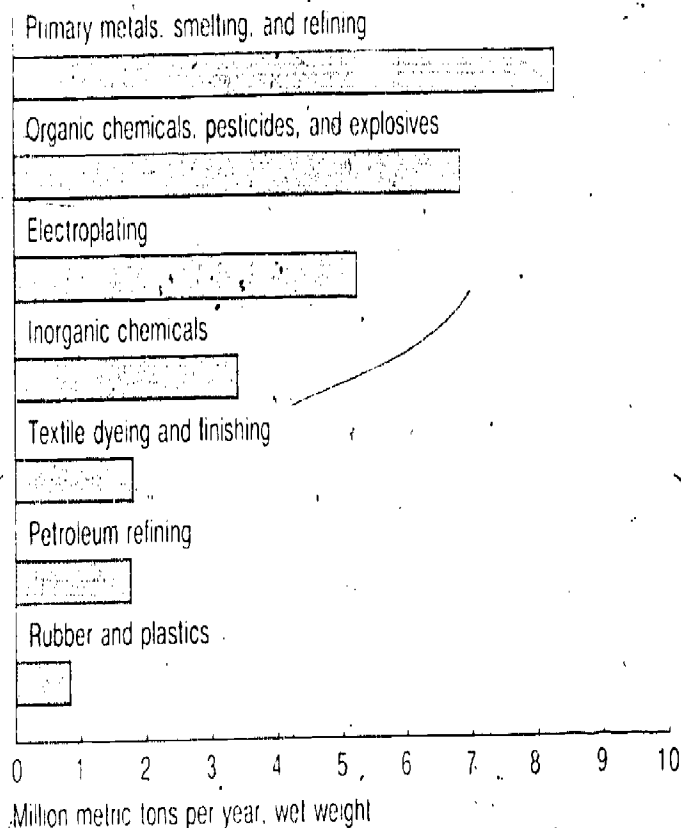 Primary metals, smelting, and refining
Organic chemicals, pesticides, and explosives
Electroplating
Inorganic chemicals
Textile dyeing and finishing
Petroleum refining
Rubber and plastics
0 1 2 3 4 5 6 7 8 9 10
Million metric tons per year, wet weight